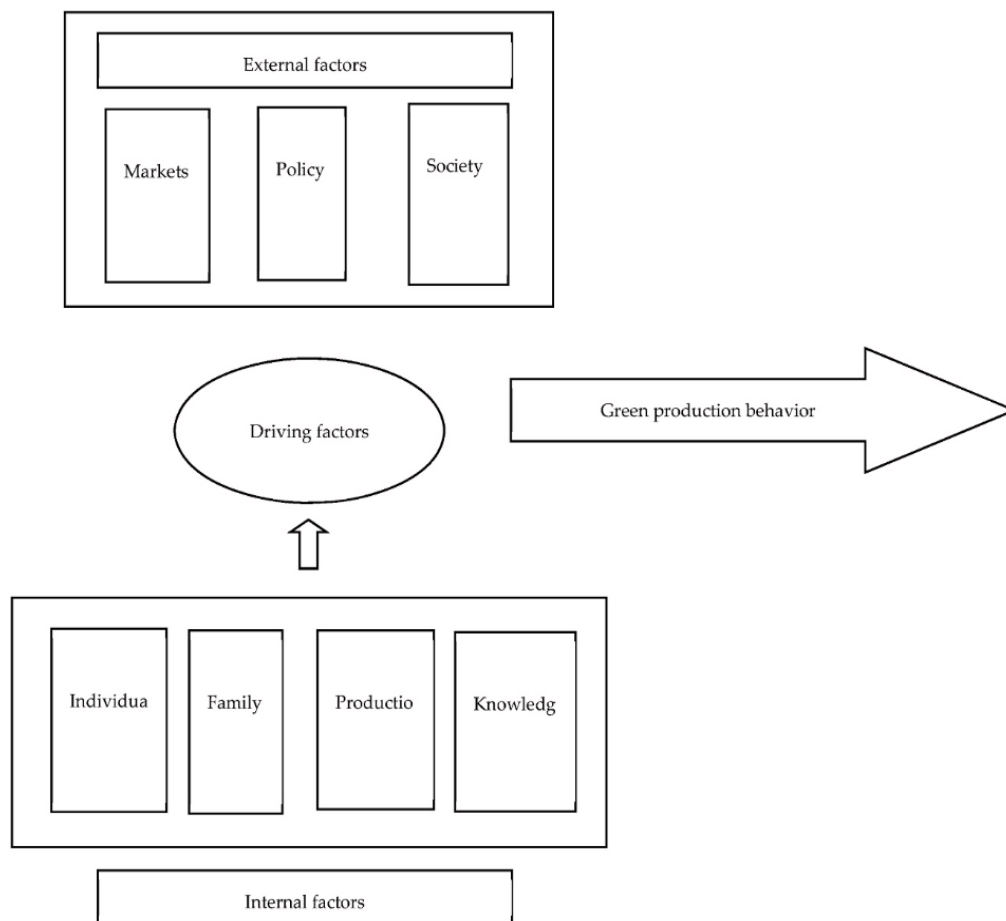 External factors
Markets
Policy
Society
Driving factors
Green production behavior
Individua
Family
Productio
Knowledg
Internal factors